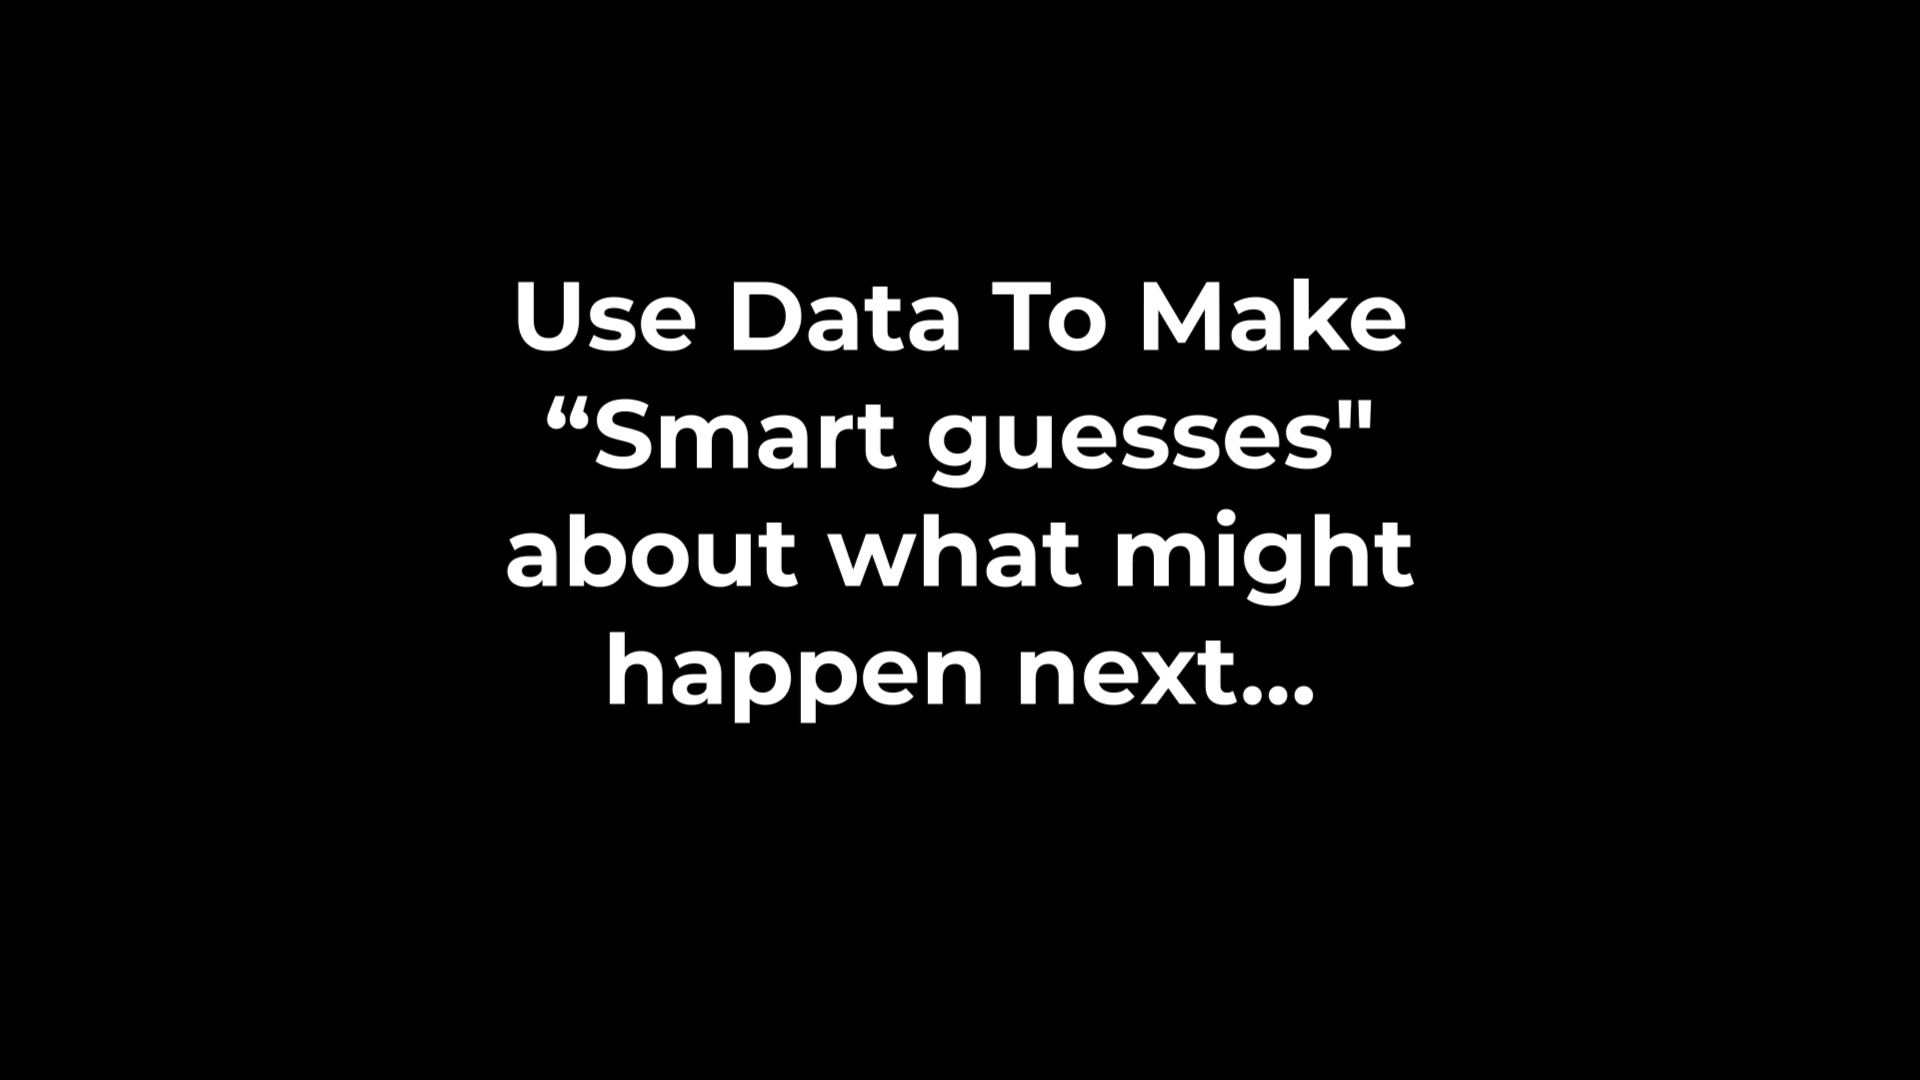 Use Data To Make
“Smart guesses"
about what might
happen next...